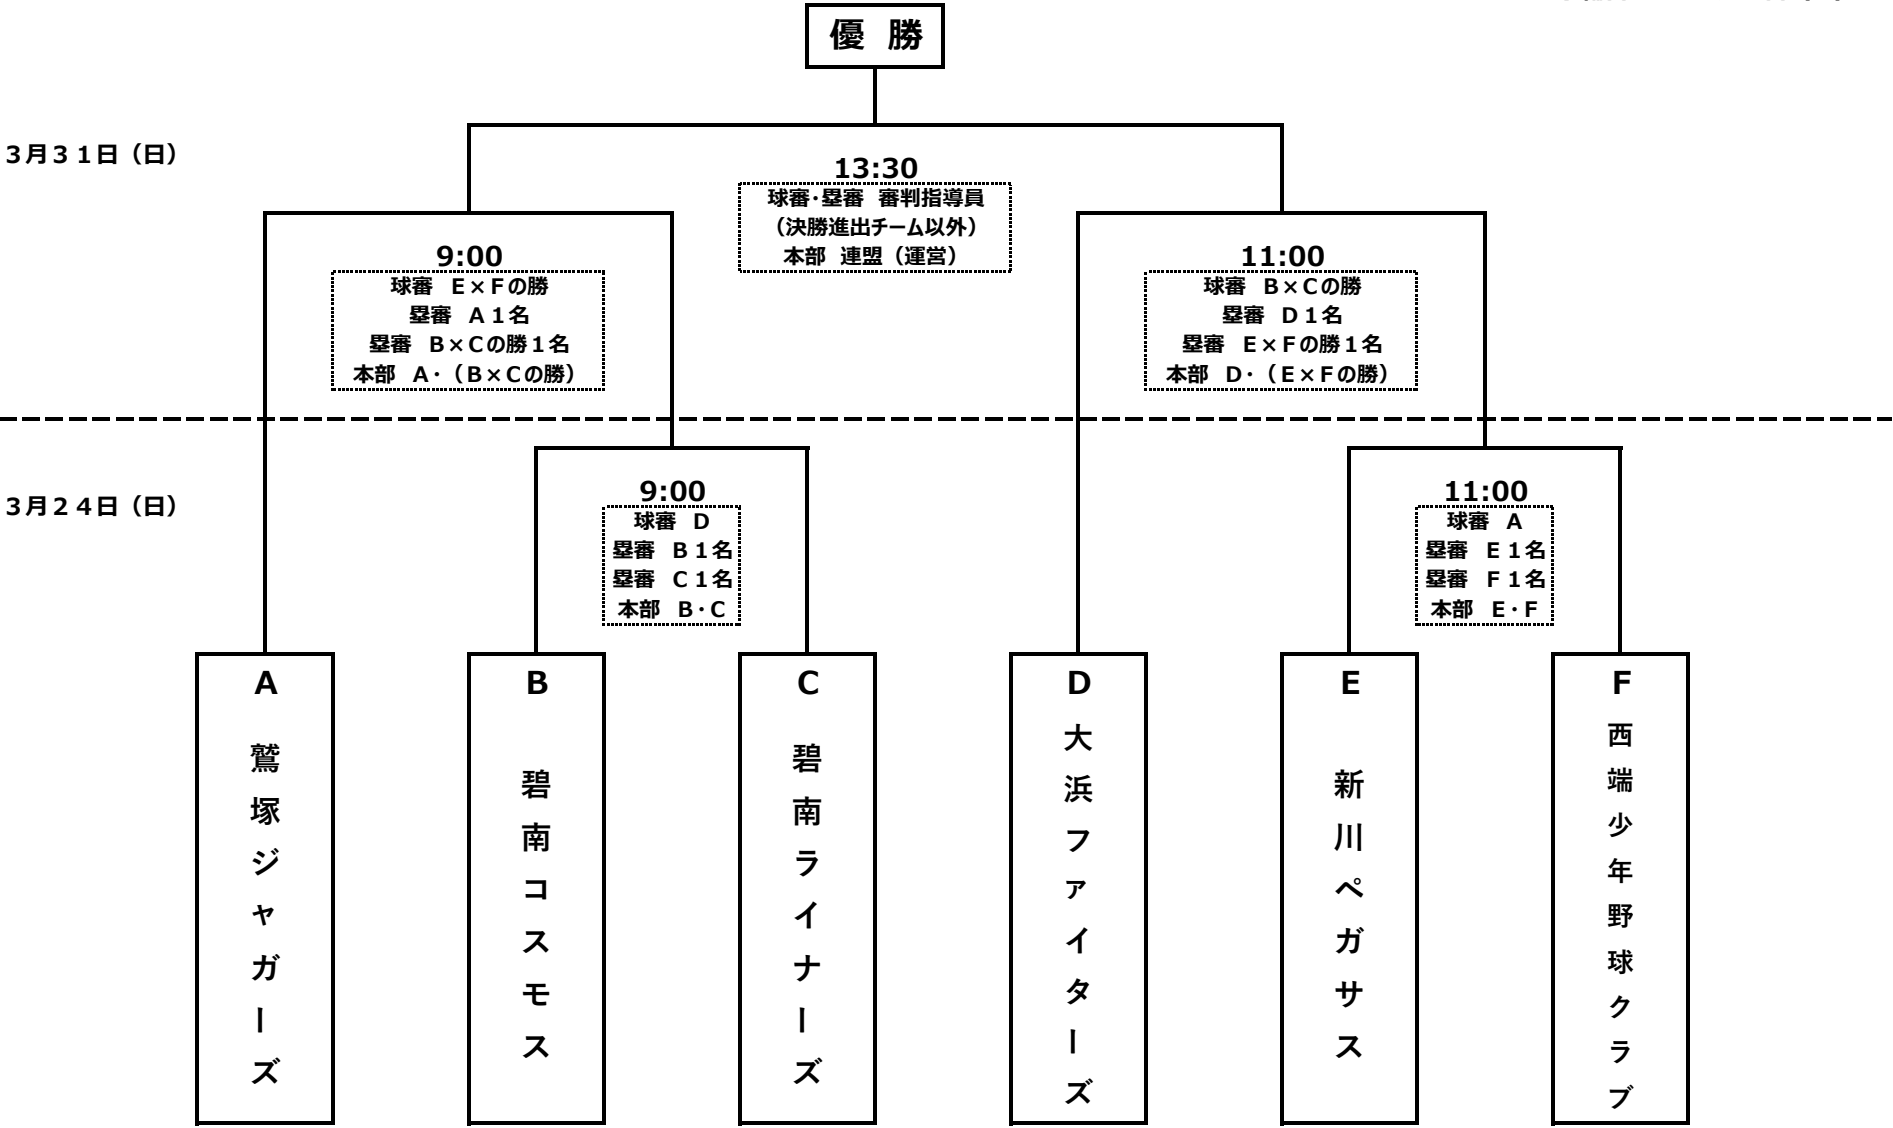 優 勝
３月３１日（日）
13:30
球審・塁審 審判指導員
（決勝進出チーム以外）
本部 連盟（運営）
9:00
球審 E×Fの勝
塁審 A１名
塁審 B×Cの勝１名
本部 A・（B×Cの勝）
11:00
球審 B×Cの勝
塁審 D１名
塁審 E×Fの勝１名
本部 D・（E×Fの勝）
３月２４日（日）
9:00
球審 D
塁審 B１名
塁審 C１名
本部 B・C
11:00
球審 A
塁審 E１名
塁審 F１名
本部 E・F
A
鷲塚ジャガーズ
B
碧南コスモス
C
碧南ライナーズ
D
大浜ファイターズ
E
新川ペガサス
F
西端少年野球クラブ